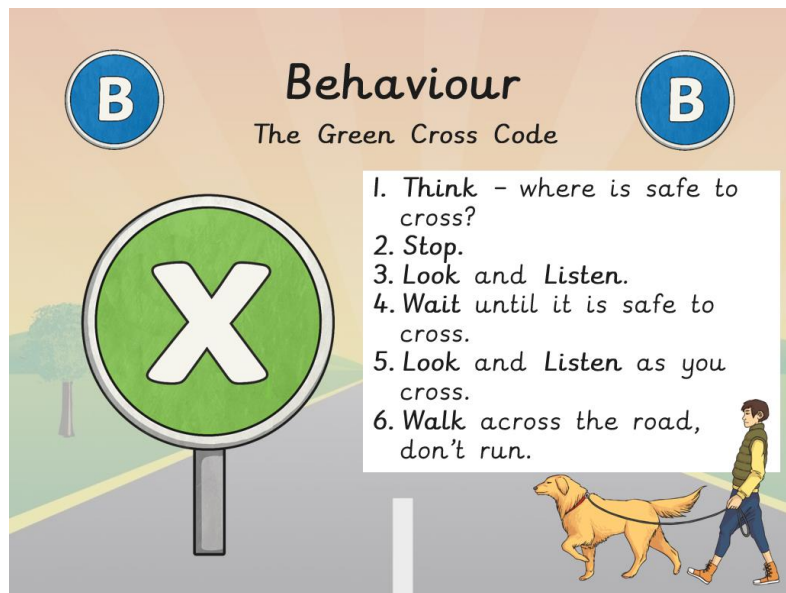 B
Behaviour
B
The Green Cross Code
1. Think – where is safe to
cross?
2. Stop.
3. Look and Listen.
4. Wait until it is safe to
cross.
5. Look and Listen as you
cross.
6. Walk across the road,
don't run.
X